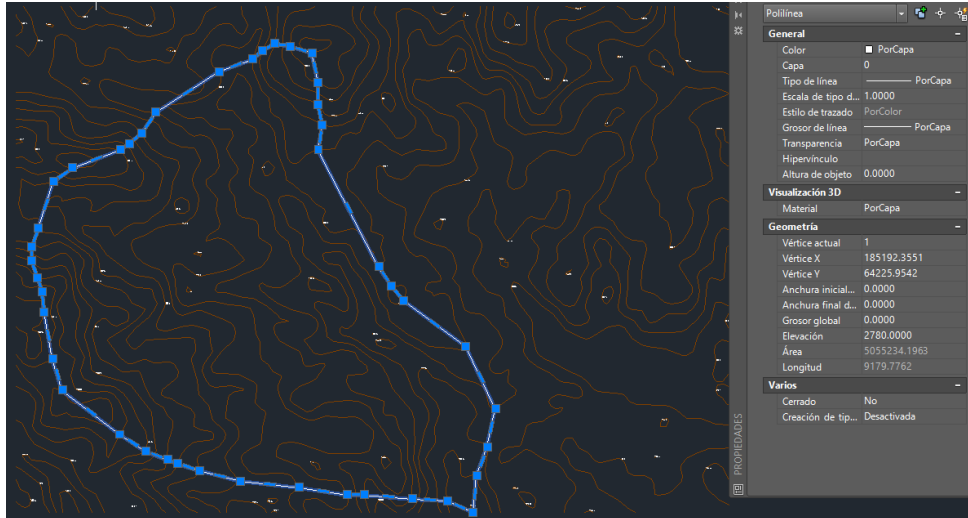 Polilínea
General
Color PorCapa
Capa 0
Tipo de línea PorCapa
Escala de tipo d... 1.0000
Estilo de trazado PorColor
Grosor de línea PorCapa
Transparencia PorCapa
Hipervínculo
Altura de objeto 0.0000
Visualización 3D
Material PorCapa
Geometría
Vértice actual 1
Vértice X 185192.3551
Vértice Y 64225.9542
Anchura inicial... 0.0000
Anchura final d... 0.0000
Grosor global 0.0000
Elevación 2780.0000
Área 5055234.1963
Longitud 9179.7762
Varios
Cerrado No
Creación de tip... Desactivada
PROPIEDADES